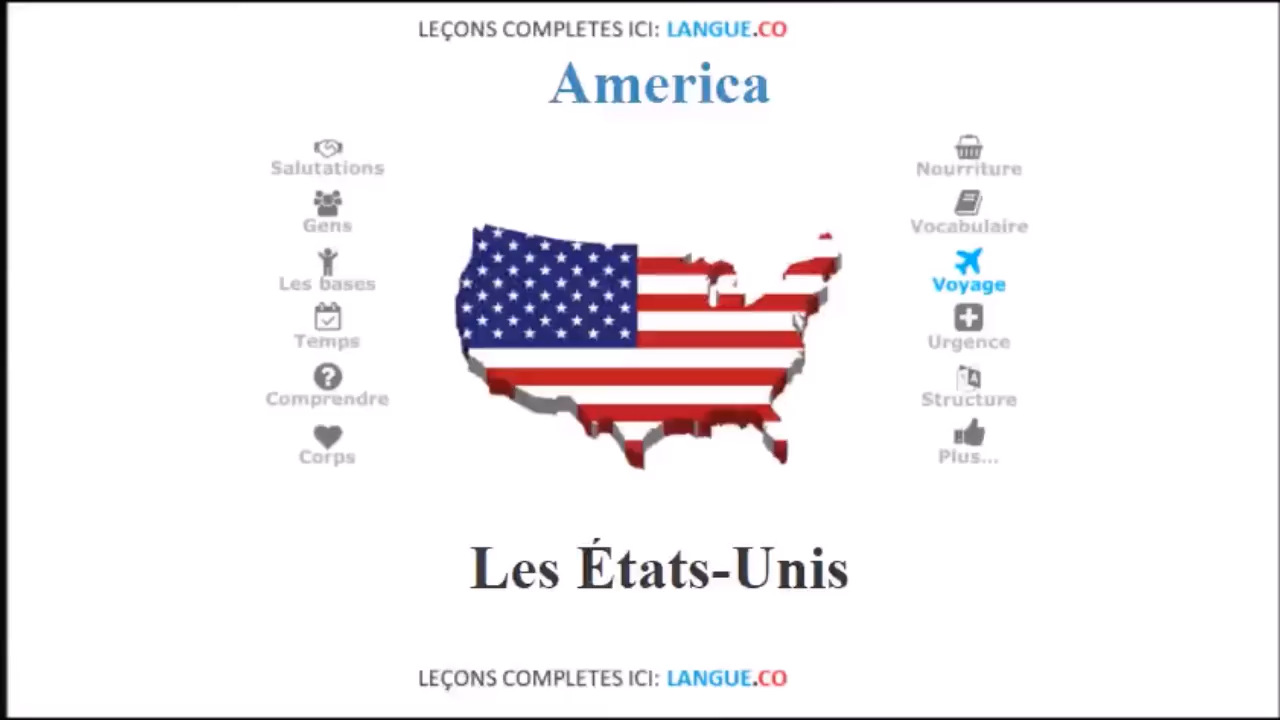 LEÇONS COMPLETES ICI: LANGUE.CO
America
Salutations
Gens
Les bases
Temps
Comprendre
Corps
Nourriture
Vocabulaire
Voyage
Urgence
Structure
Plus...
Les États-Unis
LEÇONS COMPLETES ICI: LANGUE.CO